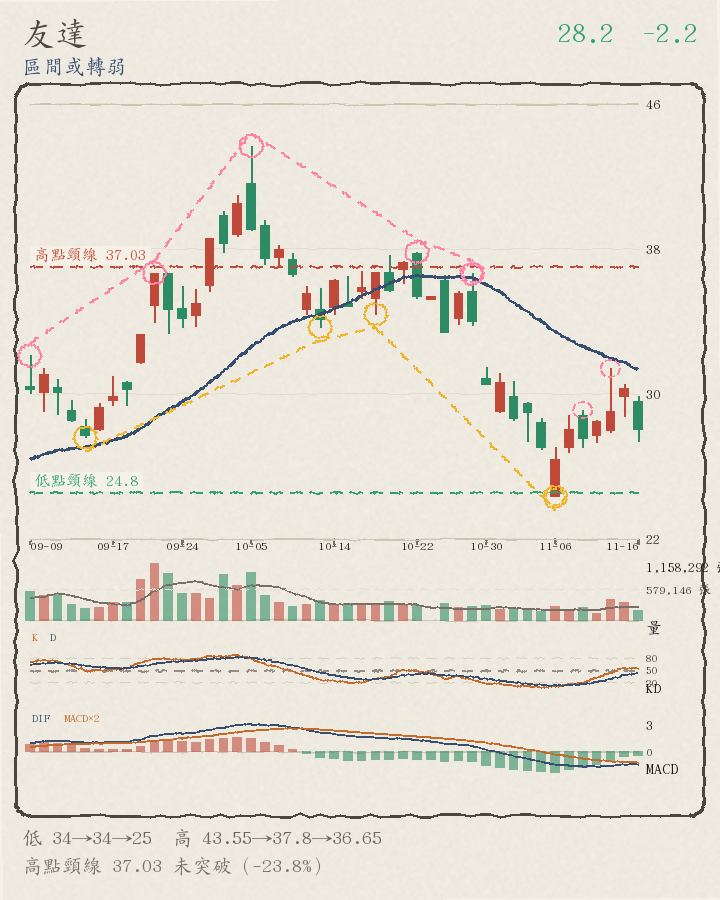 友達
28.2 -2.2
區間或轉弱
46
38
高點頸線 37.03
30
低點頸線 24.8
22
09-09 09-17 09-24 10-05 10-14 10-22 10-30 11-06 11-16
1,158,292 張
579,146 張
量
K D
80
50
20
KD
DIF MACD×2
3
0
MACD
低 34→34→25 高 43.55→37.8→36.65
高點頸線 37.03 未突破 (-23.8%)